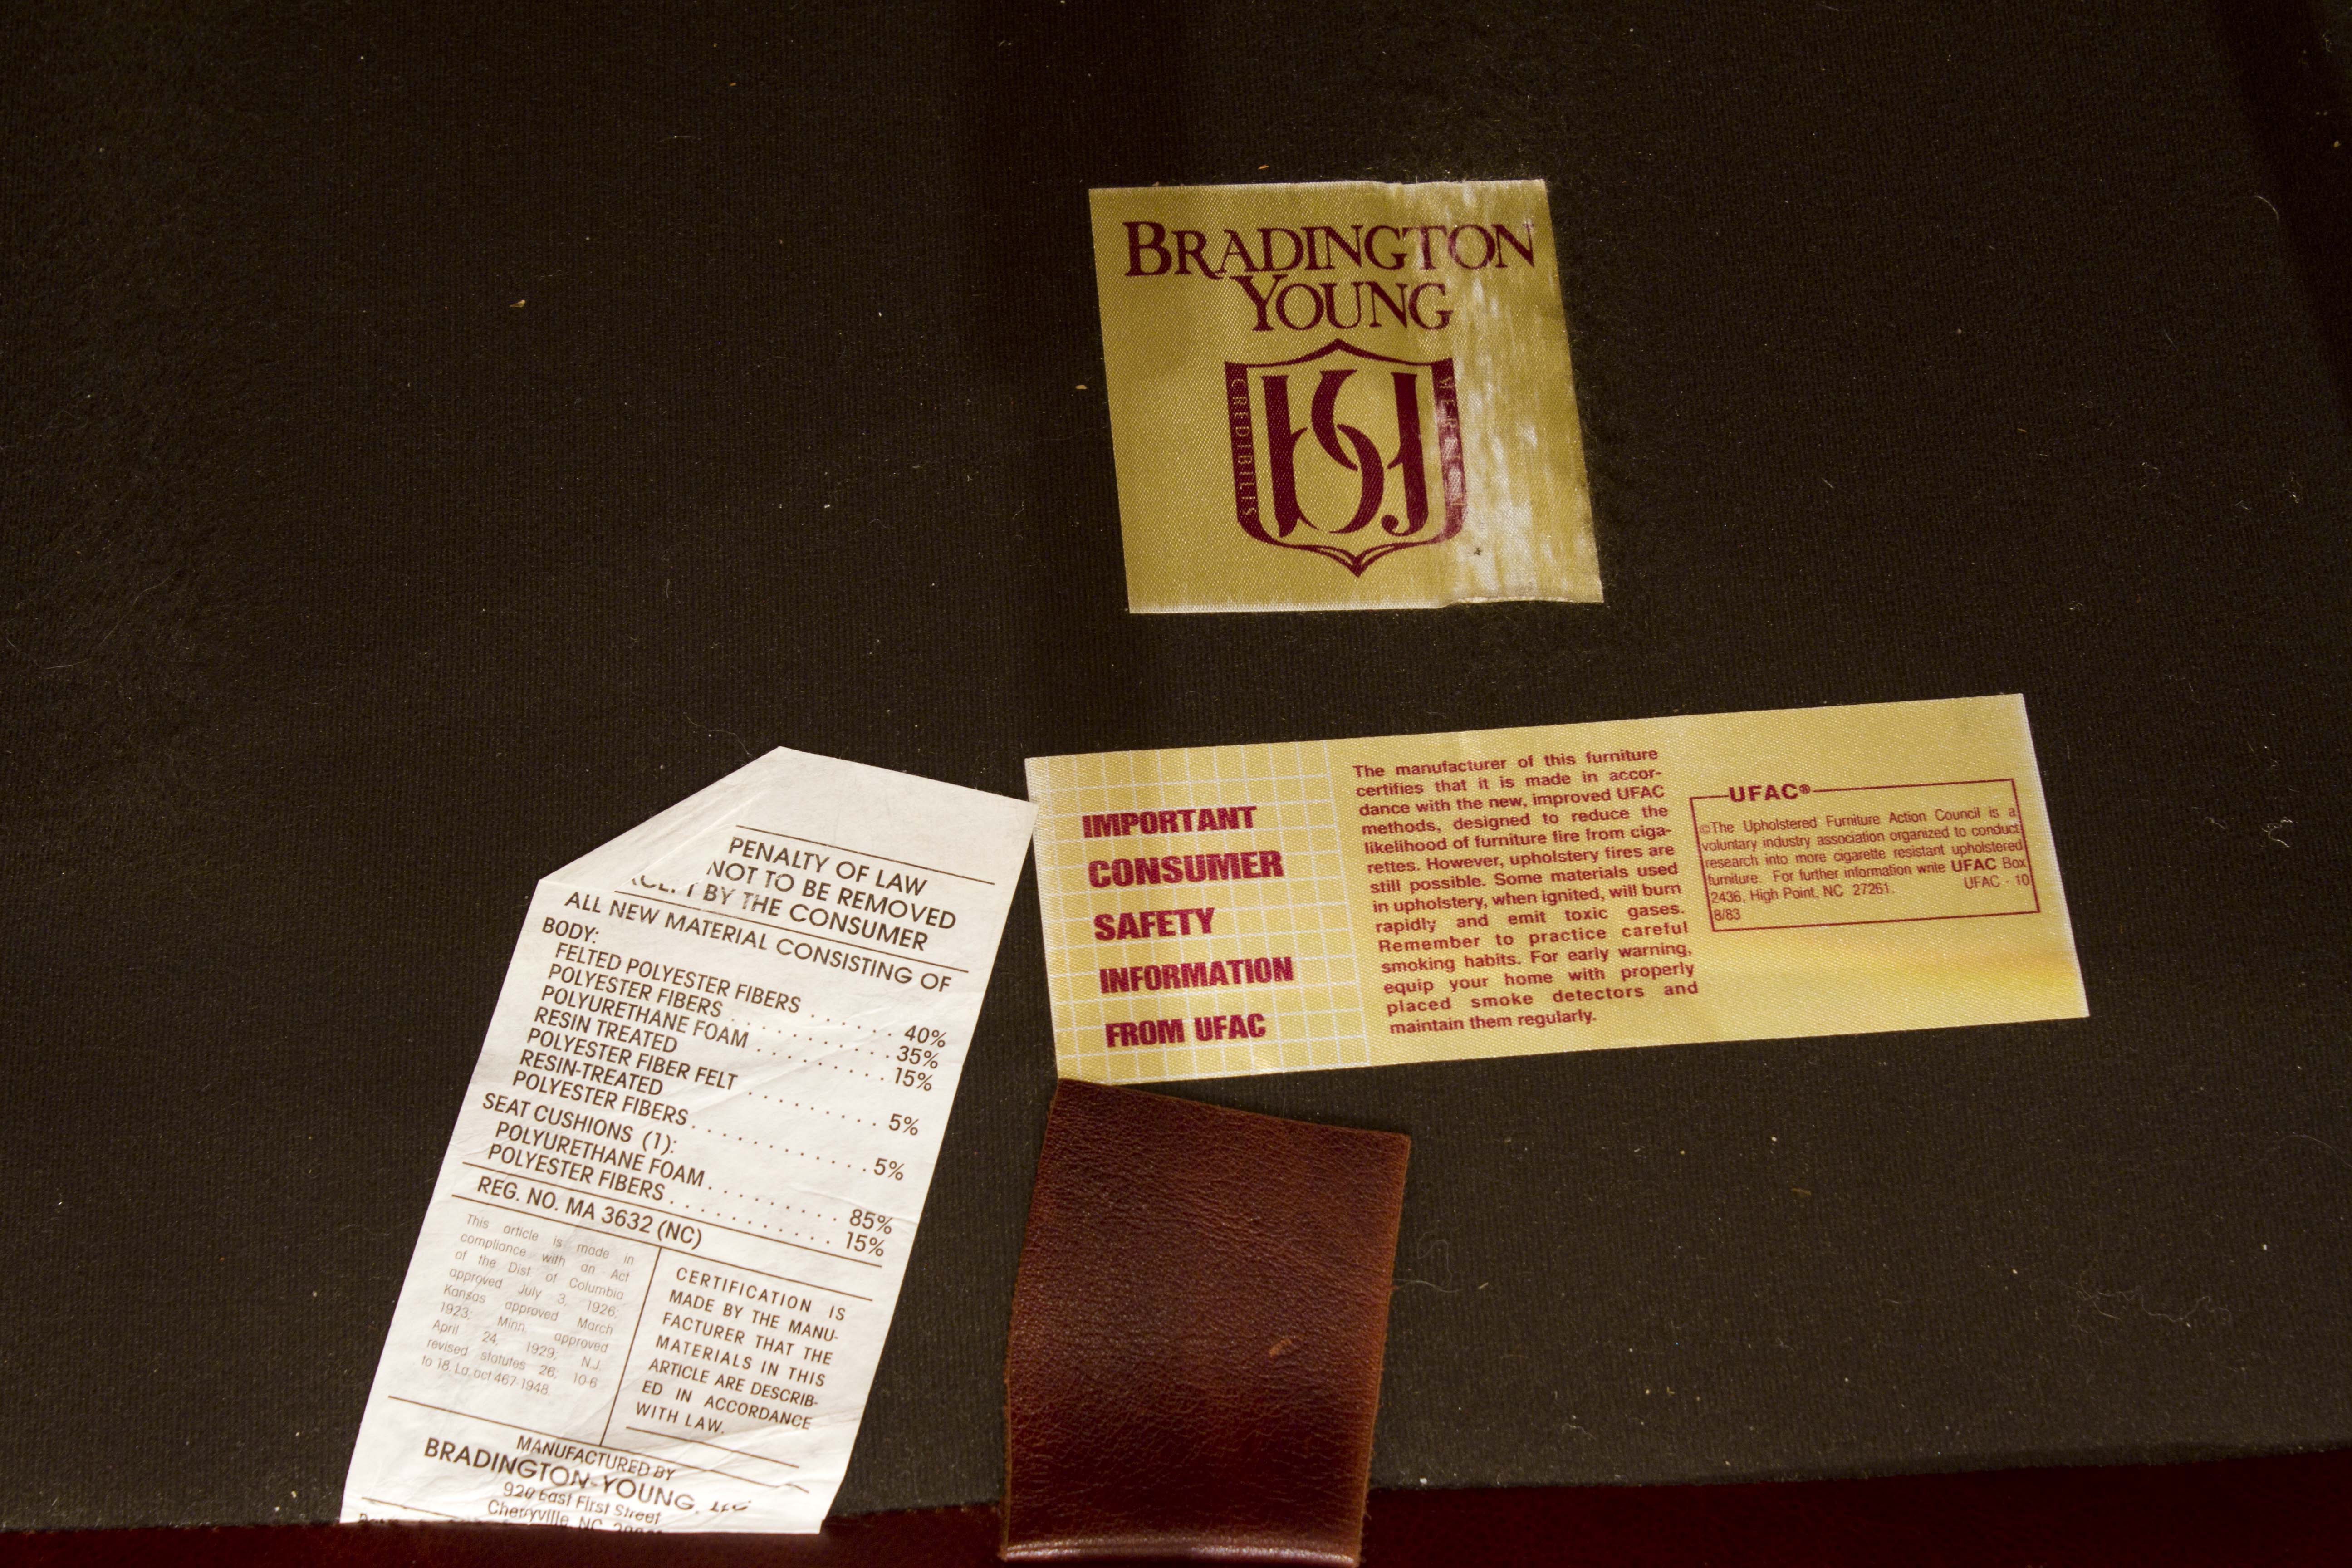 BRADINGTON
YOUNG
CREDIBILIS
IMPORTANT
CONSUMER
SAFETY
INFORMATION
FROM UFAC
The manufacturer of this furniture
certifies that it is made in accor-
dance with the new, improved UFAC
methods, designed to reduce the
likelihood of furniture fire from ciga-
rettes. However, upholstery fires are
still possible. Some materials used
in upholstery, when ignited, will burn
rapidly and emit toxic gases.
Remember to practice careful
smoking habits. For early warning,
equip your home with properly
placed smoke detectors and
maintain them regularly.
UFAC®
©The Upholstered Furniture Action Council is a
voluntary industry association organized to conduct
research into more cigarette resistant upholstered
furniture. For further information write UFAC Box
2436, High Point, NC 27261. UFAC - 10
8/83
PENALTY OF LAW
NOT TO BE REMOVED
BY THE CONSUMER
ALL NEW MATERIAL CONSISTING OF
BODY:
FELTED POLYESTER FIBERS . . . . . . 40%
POLYESTER FIBERS . . . . . . . . . . . 35%
POLYURETHANE FOAM . . . . . . . . . 15%
RESIN TREATED
POLYESTER FIBER FELT . . . . . . . . . 5%
RESIN-TREATED
POLYESTER FIBERS . . . . . . . . . . . . 5%
SEAT CUSHIONS (1):
POLYURETHANE FOAM . . . . . . . . 85%
POLYESTER FIBERS . . . . . . . . . . . 15%
REG. NO. MA 3632 (NC)
This article is made in
compliance with an Act
of the Dist. of Columbia
approved July 3, 1926;
Kansas approved March
1923; Minn. approved
April 24, 1929; N.J.
revised statutes 26, 10-6
to 18. La. act 467-1948.
CERTIFICATION IS
MADE BY THE MANU-
FACTURER THAT THE
MATERIALS IN THIS
ARTICLE ARE DESCRIB-
ED IN ACCORDANCE
WITH LAW.
MANUFACTURED BY
BRADINGTON-YOUNG, LLC
920 East First Street
Cherryville, NC